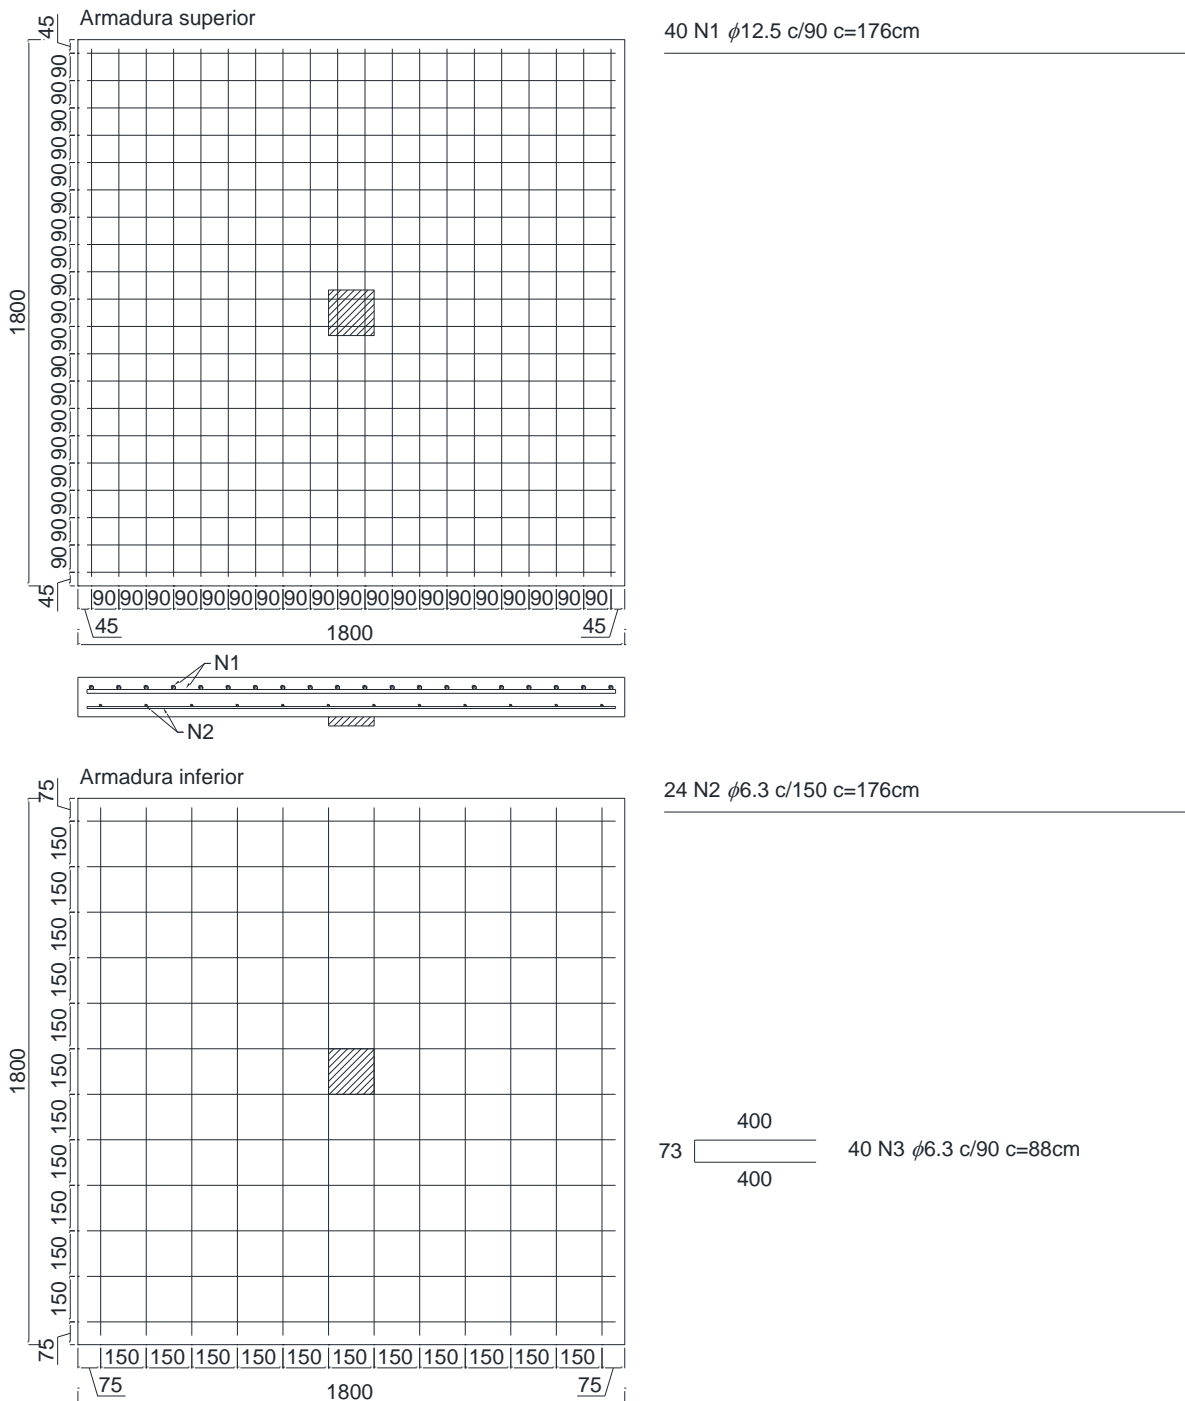 45
Armadura superior
40 N1 ϕ12.5 c/90 c=176cm
90 90 90 90 90 90 90 90 90 90 90 90 90 90 90 90 90 90 90
1800
45
90 90 90 90 90 90 90 90 90 90 90 90 90 90 90 90 90 90 90
45 1800 45
N1
N2
75
Armadura inferior
24 N2 ϕ6.3 c/150 c=176cm
150 150 150 150 150 150 150 150 150 150 150
1800
400
73
40 N3 ϕ6.3 c/90 c=88cm
400
75
150 150 150 150 150 150 150 150 150 150 150
75 1800 75